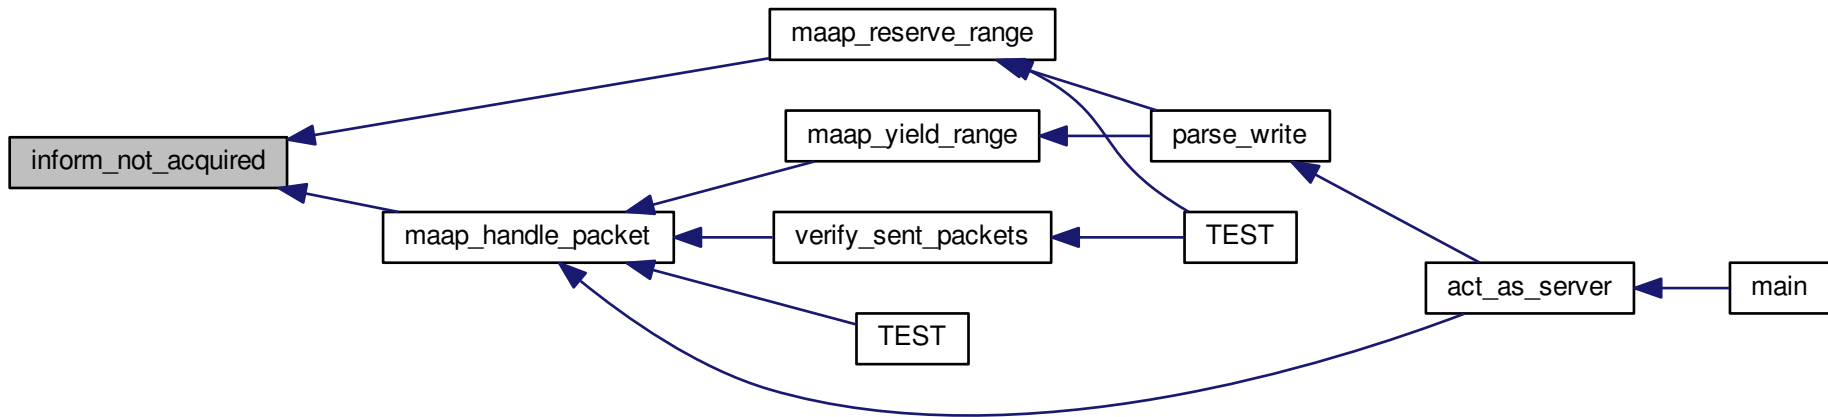 maap_reserve_range
maap_yield_range
parse_write
inform_not_acquired
maap_handle_packet
verify_sent_packets
TEST
act_as_server
main
TEST